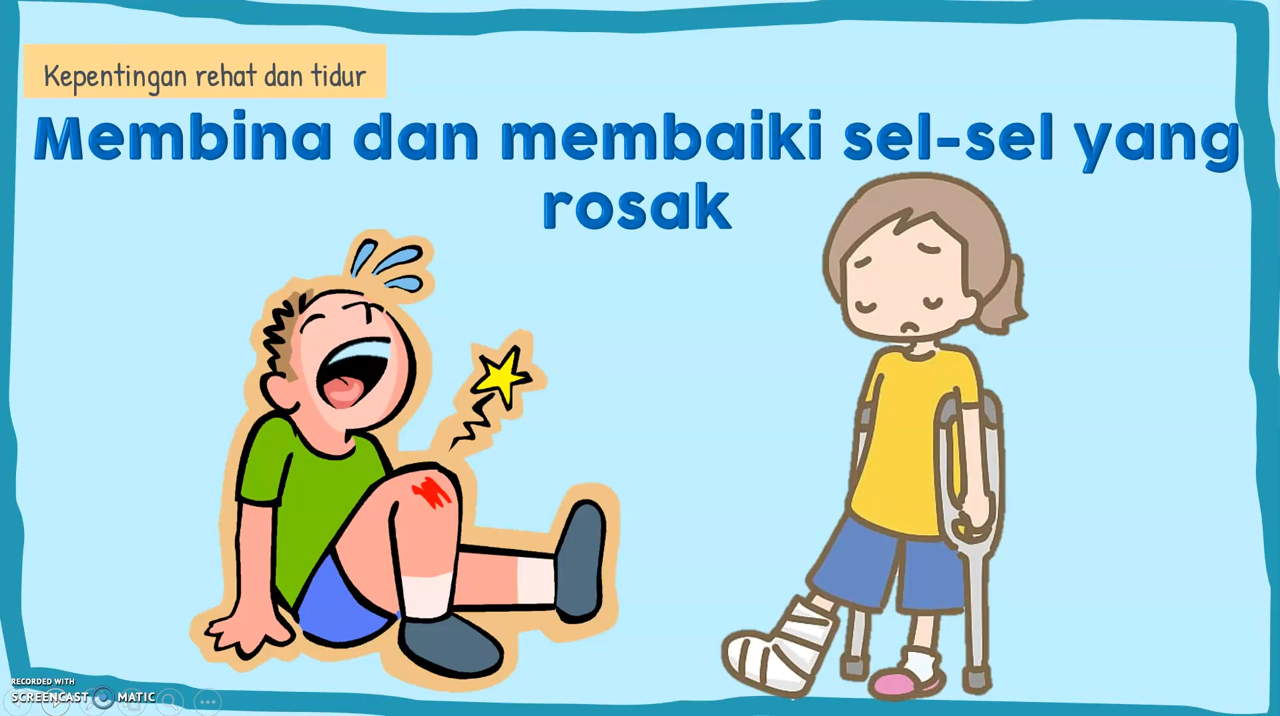 Kepentingan rehat dan tidur
Membina dan membaiki sel-sel yang
rosak
RECORDED WITH
SCREENCAST MATIC